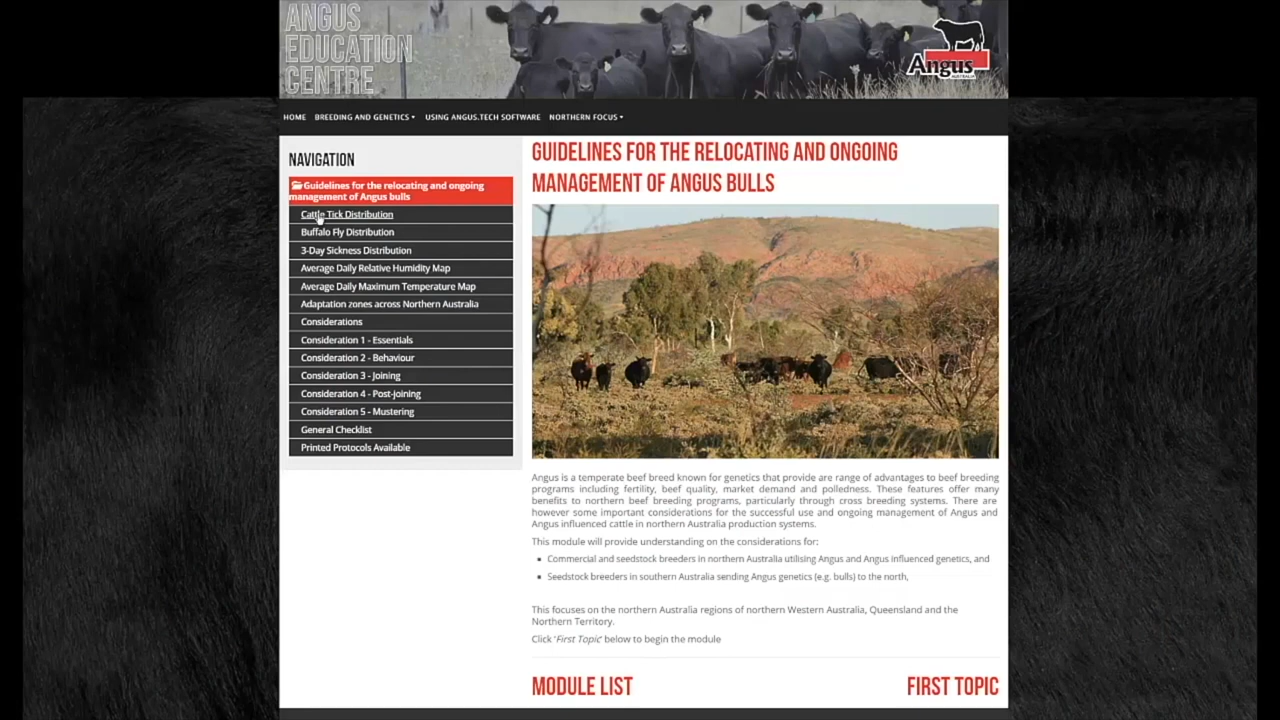 ANGUS
EDUCATION
CENTRE
Angus
AUSTRALIA
HOME BREEDING AND GENETICS USING ANGUS.TECH SOFTWARE NORTHERN FOCUS
NAVIGATION
Guidelines for the relocating and ongoing
management of Angus bulls
Cattle Tick Distribution
Buffalo Fly Distribution
3-Day Sickness Distribution
Average Daily Relative Humidity Map
Average Daily Maximum Temperature Map
Adaptation zones across Northern Australia
Considerations
Consideration 1 - Essentials
Consideration 2 - Behaviour
Consideration 3 - Joining
Consideration 4 - Post-joining
Consideration 5 - Mustering
General Checklist
Printed Protocols Available
GUIDELINES FOR THE RELOCATING AND ONGOING
MANAGEMENT OF ANGUS BULLS
Angus is a temperate beef breed known for genetics that provide are range of advantages to beef breeding
programs including fertility, beef quality, market demand and polledness. These features offer many
benefits to northern beef breeding programs, particularly through cross breeding systems. There are
however some important considerations for the successful use and ongoing management of Angus and
Angus influenced cattle in northern Australia production systems.
This module will provide understanding on the considerations for:
▪ Commercial and seedstock breeders in northern Australia utilising Angus and Angus influenced genetics, and
▪ Seedstock breeders in southern Australia sending Angus genetics (e.g. bulls) to the north,
This focuses on the northern Australia regions of northern Western Australia, Queensland and the
Northern Territory.
Click 'First Topic' below to begin the module
MODULE LIST FIRST TOPIC